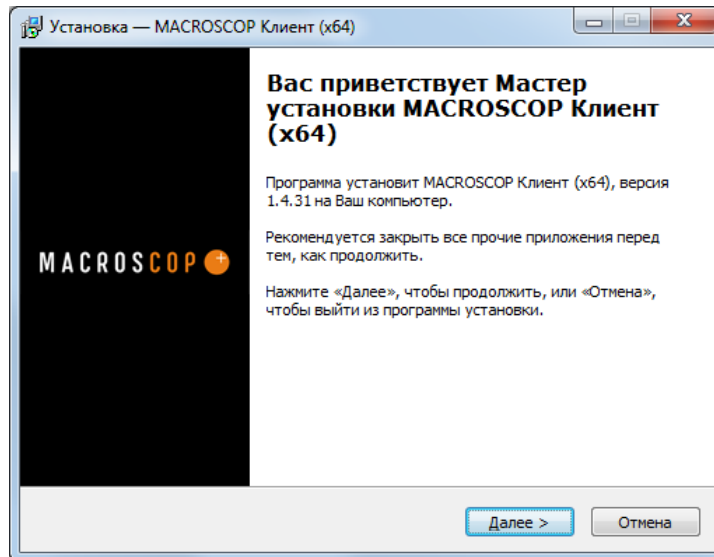 Установка — MACROSCOP Клиент (x64)
Вас приветствует Мастер
установки MACROSCOP Клиент
(x64)
Программа установит MACROSCOP Клиент (x64), версия
1.4.31 на Ваш компьютер.
Рекомендуется закрыть все прочие приложения перед
тем, как продолжить.
Нажмите «Далее», чтобы продолжить, или «Отмена»,
чтобы выйти из программы установки.
MACROSCOP
Далее >
Отмена